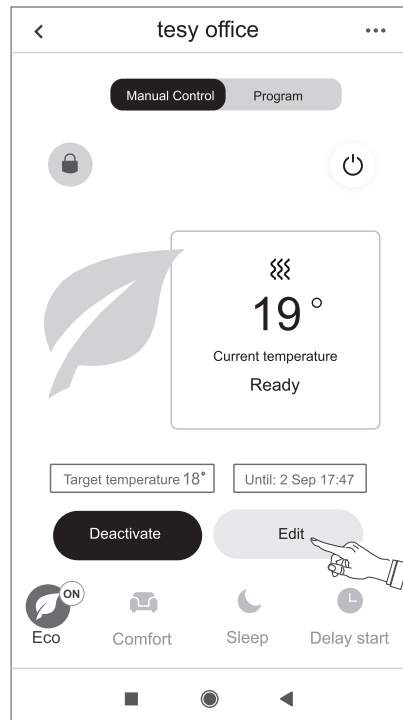 tesy office
Manual Control Program
19 °
Current temperature
Ready
Target temperature 18° Until: 2 Sep 17:47
Deactivate Edit
ON
Eco Comfort Sleep Delay start